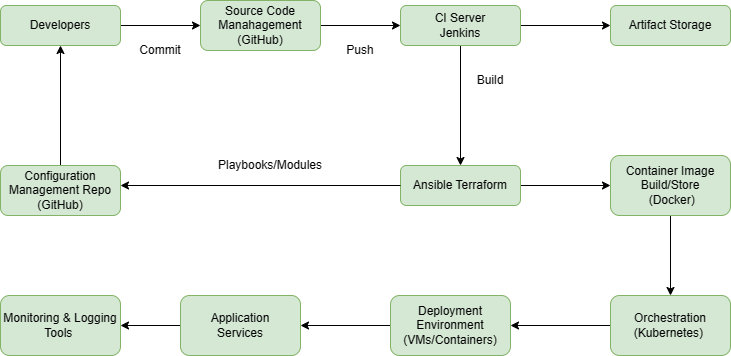 Developers
Source Code
Manahagement
(GitHub)
CI Server
Jenkins
Artifact Storage
Commit
Push
Build
Playbooks/Modules
Configuration
Management Repo
(GitHub)
Ansible Terraform
Container Image
Build/Store
(Docker)
Monitoring & Logging
Tools
Application
Services
Deployment
Environment
(VMs/Containers)
Orchestration
(Kubernetes)